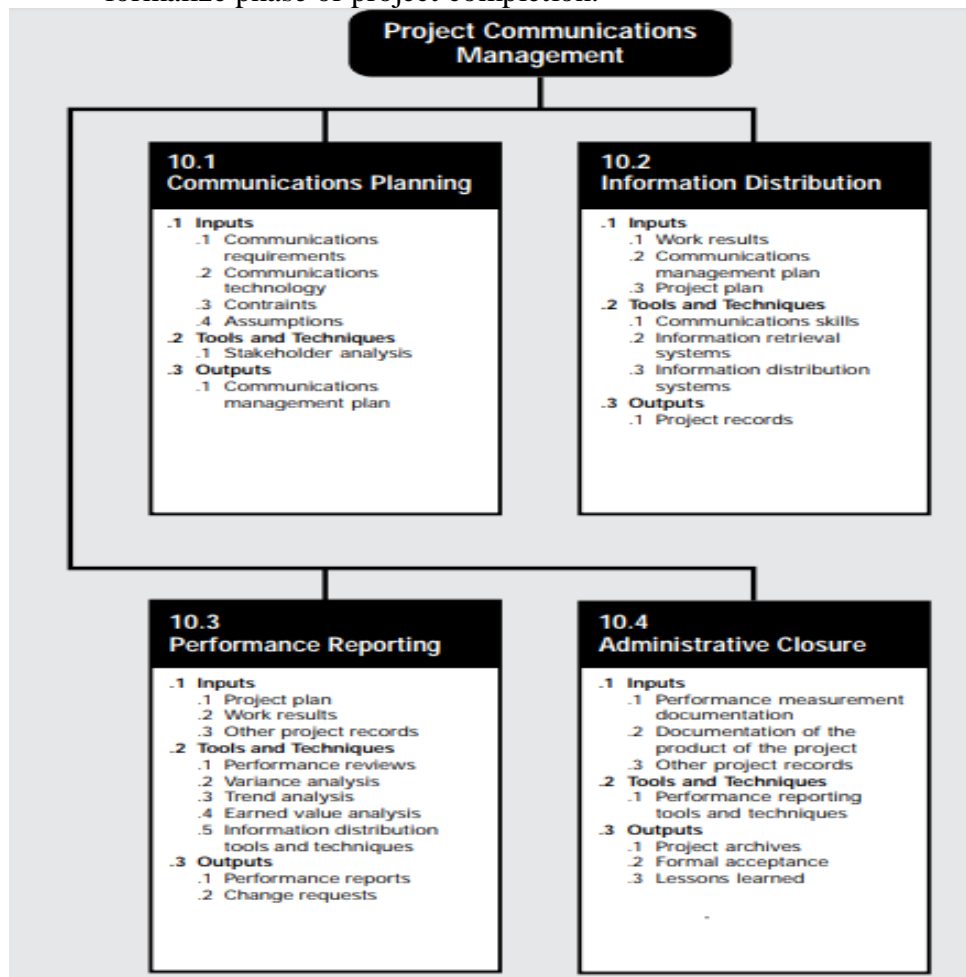 formalize phase of project completion.
Project Communications
Management
10.1
Communications Planning
.1 Inputs
.1 Communications
requirements
.2 Communications
technology
.3 Contraints
.4 Assumptions
.2 Tools and Techniques
.1 Stakeholder analysis
.3 Outputs
.1 Communications
management plan
10.2
Information Distribution
.1 Inputs
.1 Work results
.2 Communications
management plan
.3 Project plan
.2 Tools and Techniques
.1 Communications skills
.2 Information retrieval
systems
.3 Information distribution
systems
.3 Outputs
.1 Project records
10.3
Performance Reporting
.1 Inputs
.1 Project plan
.2 Work results
.3 Other project records
.2 Tools and Techniques
.1 Performance reviews
.2 Variance analysis
.3 Trend analysis
.4 Earned value analysis
.5 Information distribution
tools and techniques
.3 Outputs
.1 Performance reports
.2 Change requests
10.4
Administrative Closure
.1 Inputs
.1 Performance measurement
documentation
.2 Documentation of the
product of the project
.3 Other project records
.2 Tools and Techniques
.1 Performance reporting
tools and techniques
.3 Outputs
.1 Project archives
.2 Formal acceptance
.3 Lessons learned